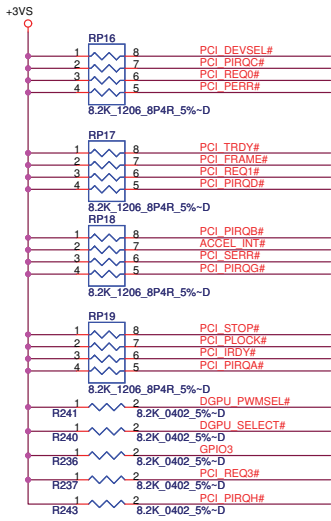 +3VS
RP16
1 8 PCI_DEVSEL#
2 7 PCI_PIRQC#
3 6 PCI_REQ0#
4 5 PCI_PERR#
8.2K_1206_8P4R_5%~D
RP17
1 8 PCI_TRDY#
2 7 PCI_FRAME#
3 6 PCI_REQ1#
4 5 PCI_PIRQD#
8.2K_1206_8P4R_5%~D
RP18
1 8 PCI_PIRQB#
2 7 ACCEL_INT#
3 6 PCI_SERR#
4 5 PCI_PIRQG#
8.2K_1206_8P4R_5%~D
RP19
1 8 PCI_STOP#
2 7 PCI_PLOCK#
3 6 PCI_IRDY#
4 5 PCI_PIRQA#
8.2K_1206_8P4R_5%~D
1 2 DGPU_PWMSEL#
R241 8.2K_0402_5%~D
1 2 DGPU_SELECT#
R240 8.2K_0402_5%~D
1 2 GPIO3
R236 8.2K_0402_5%~D
1 2 PCI_REQ3#
R237 8.2K_0402_5%~D
1 2 PCI_PIRQH#
R243 8.2K_0402_5%~D